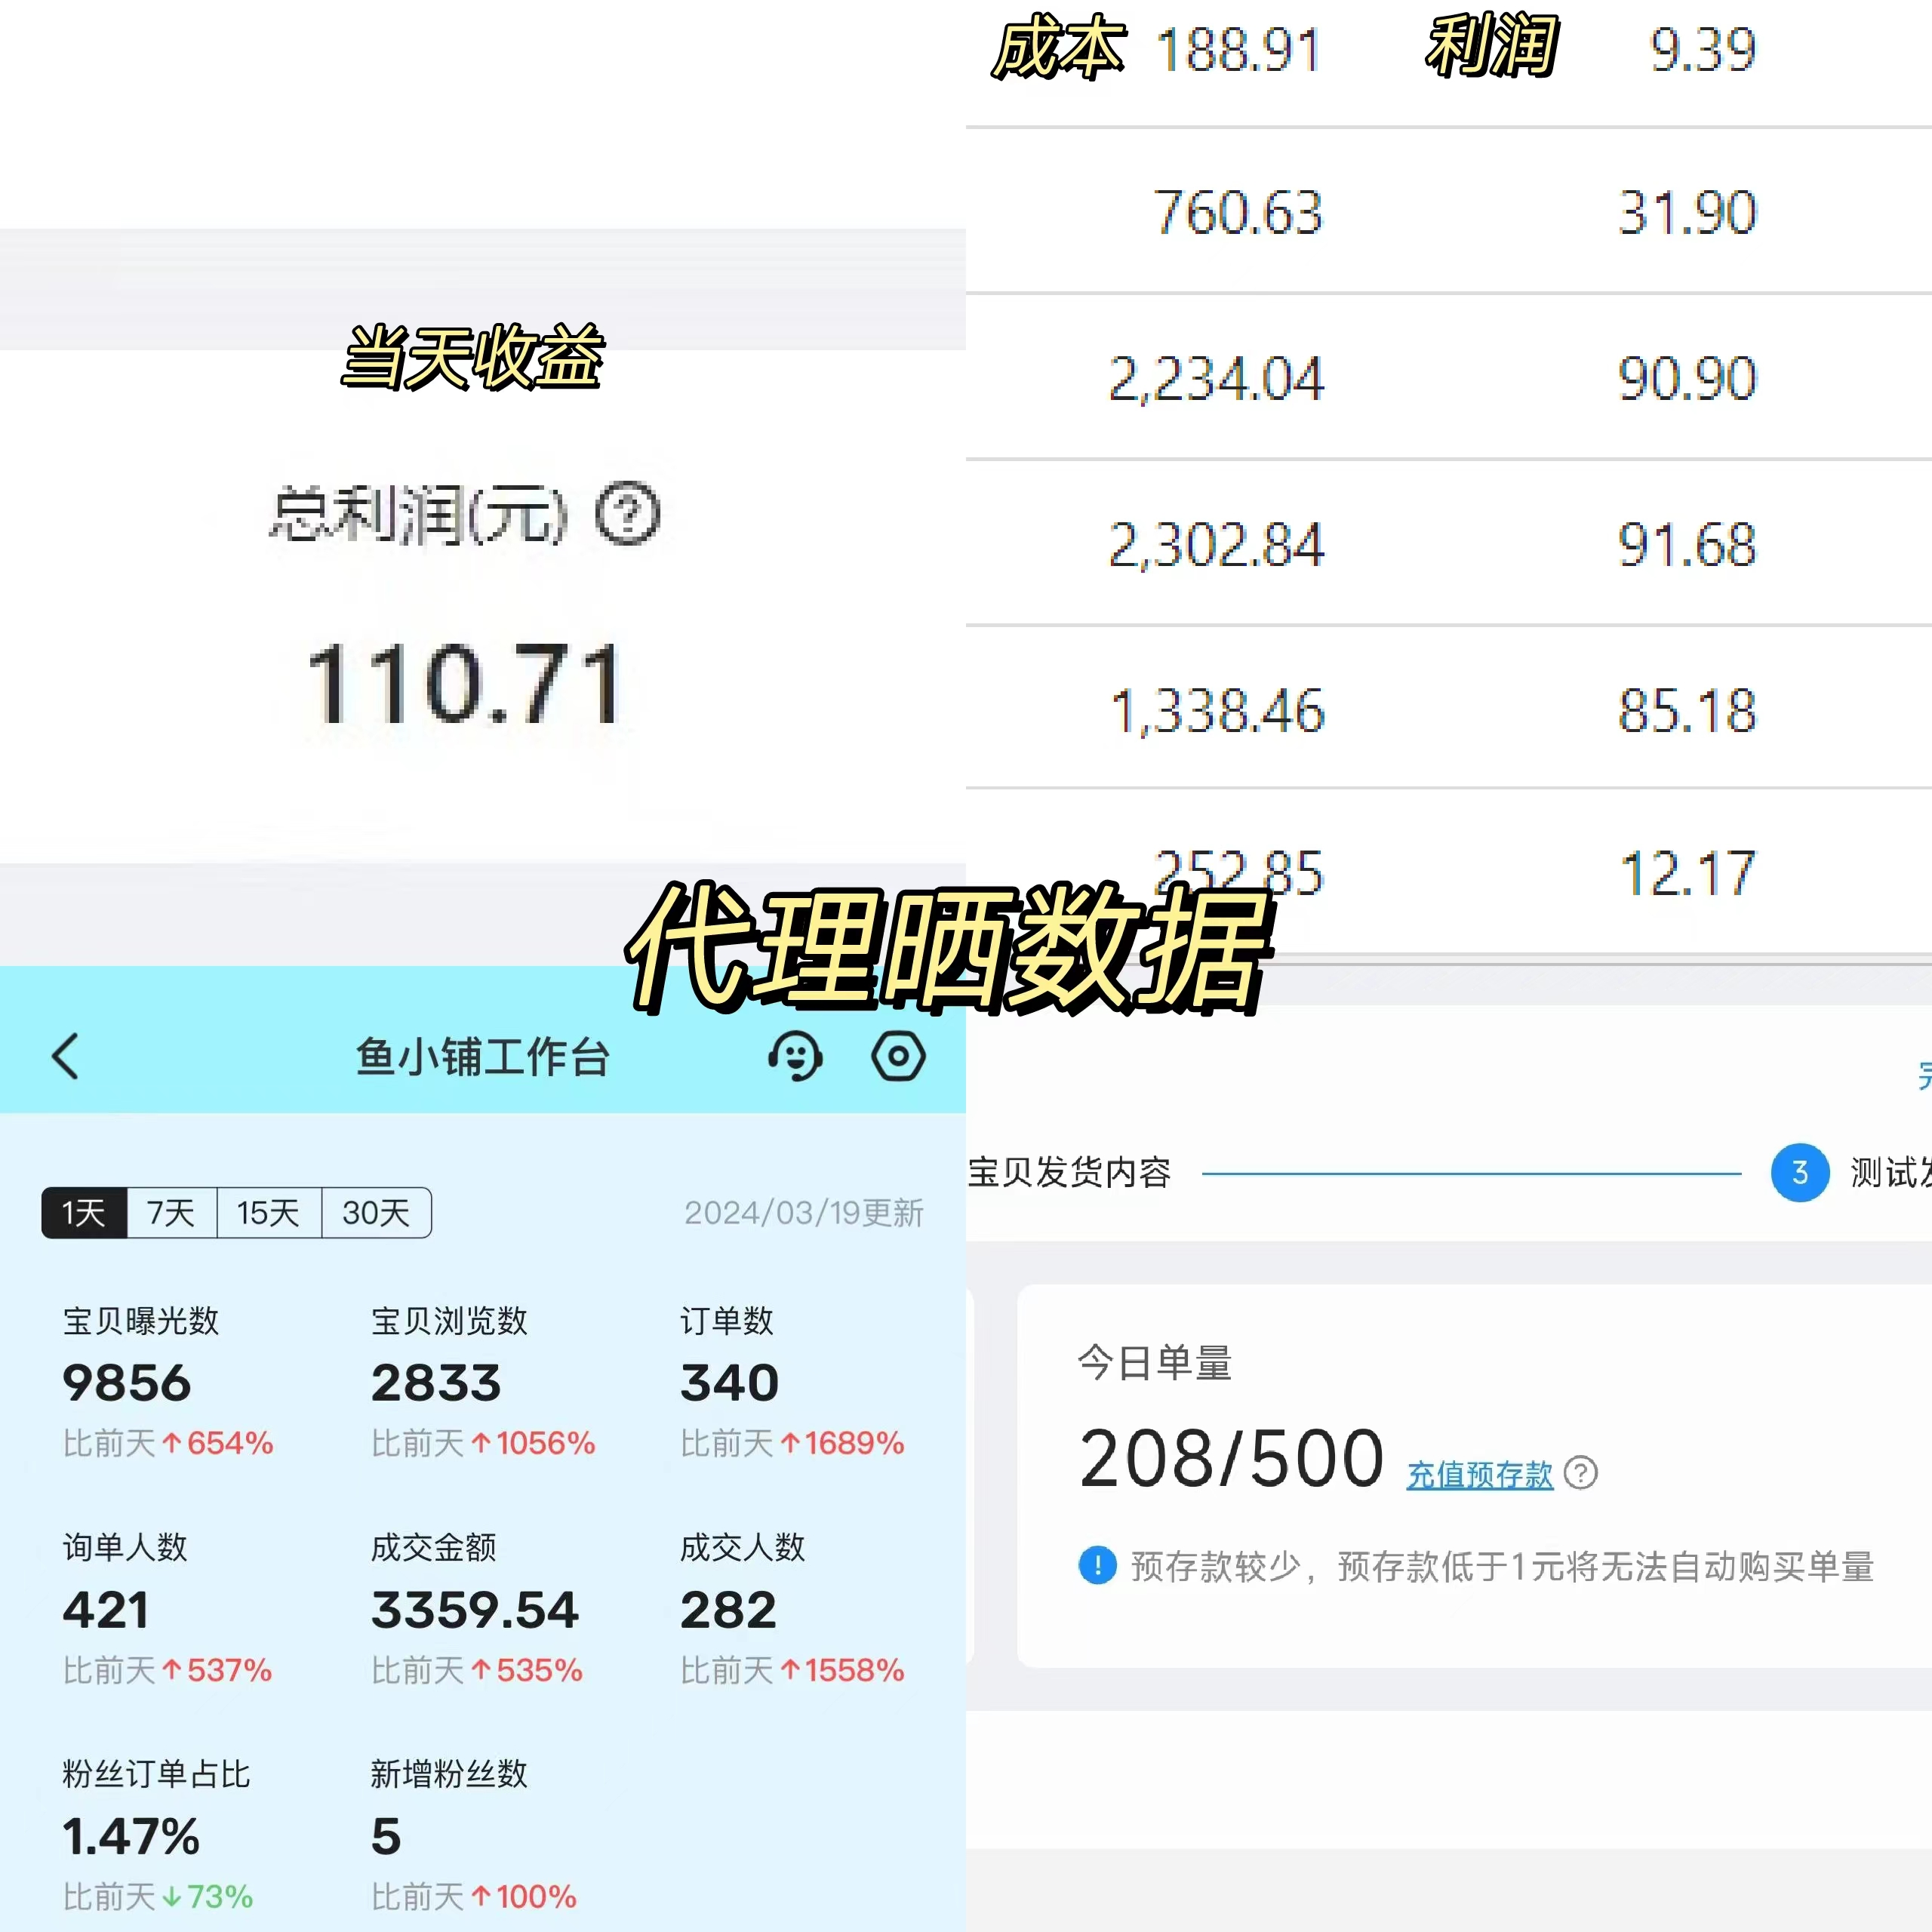 当天收益
总利润(元) ?
110.71
成本 188.91 利润 9.39
760.63 31.90
2,234.04 90.90
2,302.84 91.68
1,338.46 85.18
252.85 12.17
代理晒数据
鱼小铺工作台
1天 7天 15天 30天 2024/03/19更新
宝贝曝光数 宝贝浏览数 订单数
9856 2833 340
比前天↑654% 比前天↑1056% 比前天↑1689%
询单人数 成交金额 成交人数
421 3359.54 282
比前天↑537% 比前天↑535% 比前天↑1558%
粉丝订单占比 新增粉丝数
1.47% 5
比前天↓73% 比前天↑100%
宝贝发货内容 3 测试
今日单量
208/500 充值预存款 ?
! 预存款较少，预存款低于1元将无法自动购买单量